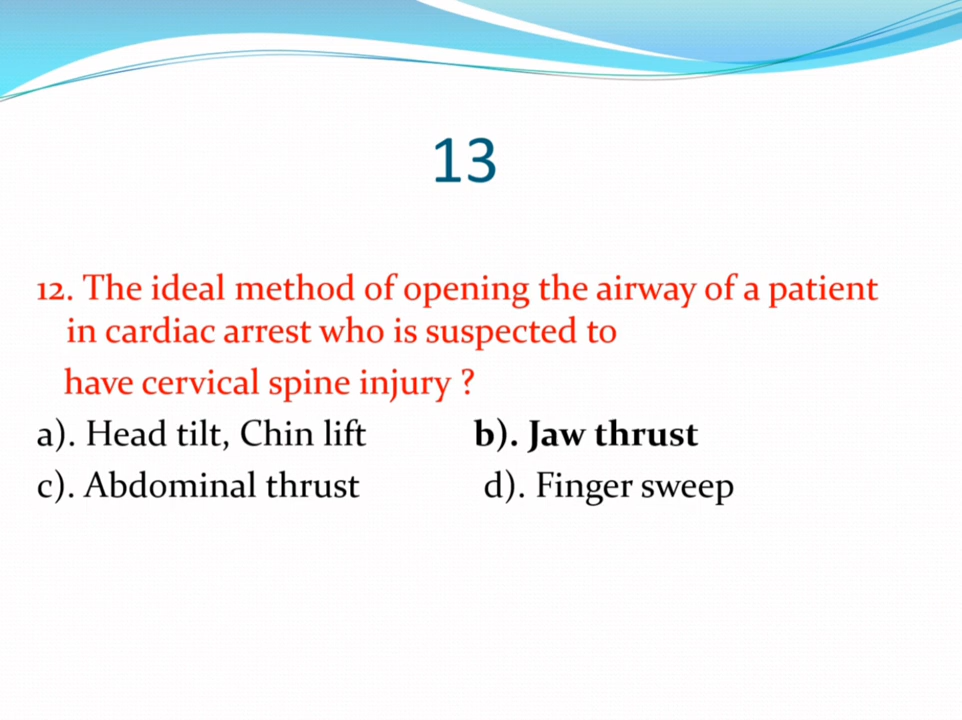 13
12. The ideal method of opening the airway of a patient
in cardiac arrest who is suspected to
have cervical spine injury ?
a). Head tilt, Chin lift b). Jaw thrust
c). Abdominal thrust d). Finger sweep